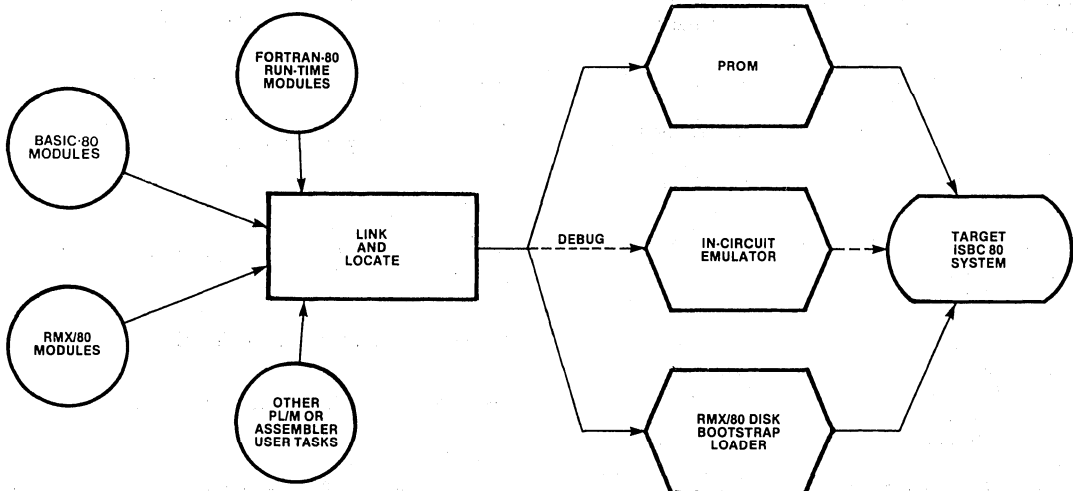 FORTRAN-80
RUN-TIME
MODULES
BASIC-80
MODULES
RMX/80
MODULES
OTHER
PL/M OR
ASSEMBLER
USER TASKS
LINK
AND
LOCATE
DEBUG
PROM
IN-CIRCUIT
EMULATOR
RMX/80 DISK
BOOTSTRAP
LOADER
TARGET
iSBC 80
SYSTEM